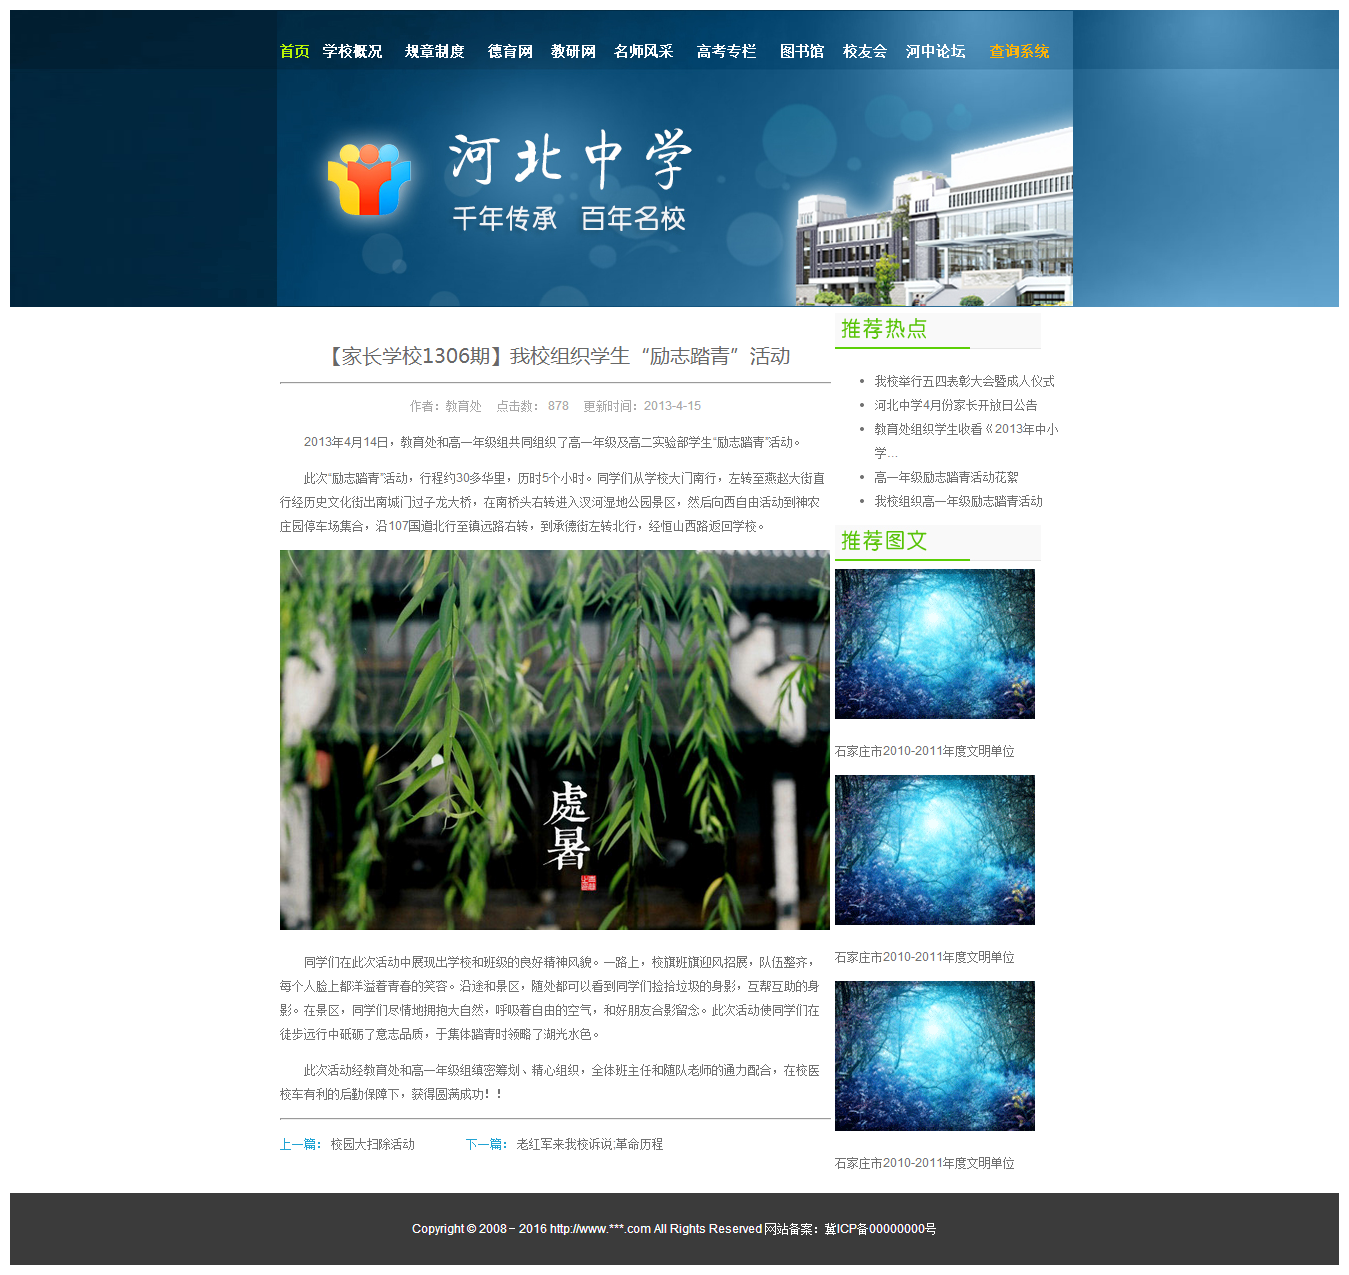 首页 学校概况 规章制度 德育网 教研网 名师风采 高考专栏 图书馆 校友会 河中论坛 查询系统
河北中学
千年传承 百年名校
【家长学校1306期】我校组织学生“励志踏青”活动
作者：教育处 点击数： 878 更新时间：2013-4-15
2013年4月14日，教育处和高一年级组共同组织了高一年级及高二实验部学生“励志踏青”活动。
此次“励志踏青”活动，行程约30多华里，历时5个小时。同学们从学校大门南行，左转至燕赵大街直
行经历史文化街出南城门过子龙大桥，在南桥头右转进入汊河湿地公园景区，然后向西自由活动到神农
庄园停车场集合，沿107国道北行至镇远路右转，到承德街左转北行，经恒山西路返回学校。
處暑
同学们在此次活动中展现出学校和班级的良好精神风貌。一路上，校旗班旗迎风招展，队伍整齐，
每个人脸上都洋溢着青春的笑容。沿途和景区，随处都可以看到同学们捡拾垃圾的身影，互帮互助的身
影。在景区，同学们尽情地拥抱大自然，呼吸着自由的空气，和好朋友合影留念。此次活动使同学们在
徒步远行中砥砺了意志品质，于集体踏青时领略了湖光水色。
此次活动经教育处和高一年级组缜密筹划、精心组织，全体班主任和随队老师的通力配合，在校医
校车有利的后勤保障下，获得圆满成功！！
上一篇： 校园大扫除活动 下一篇： 老红军来我校诉说;革命历程
推荐热点
我校举行五四表彰大会暨成人仪式
河北中学4月份家长开放日公告
教育处组织学生收看《2013年中小
学...
高一年级励志踏青活动花絮
我校组织高一年级励志踏青活动
推荐图文
石家庄市2010-2011年度文明单位
石家庄市2010-2011年度文明单位
石家庄市2010-2011年度文明单位
Copyright © 2008 – 2016 http://www.***.com All Rights Reserved 网站备案：冀ICP备00000000号